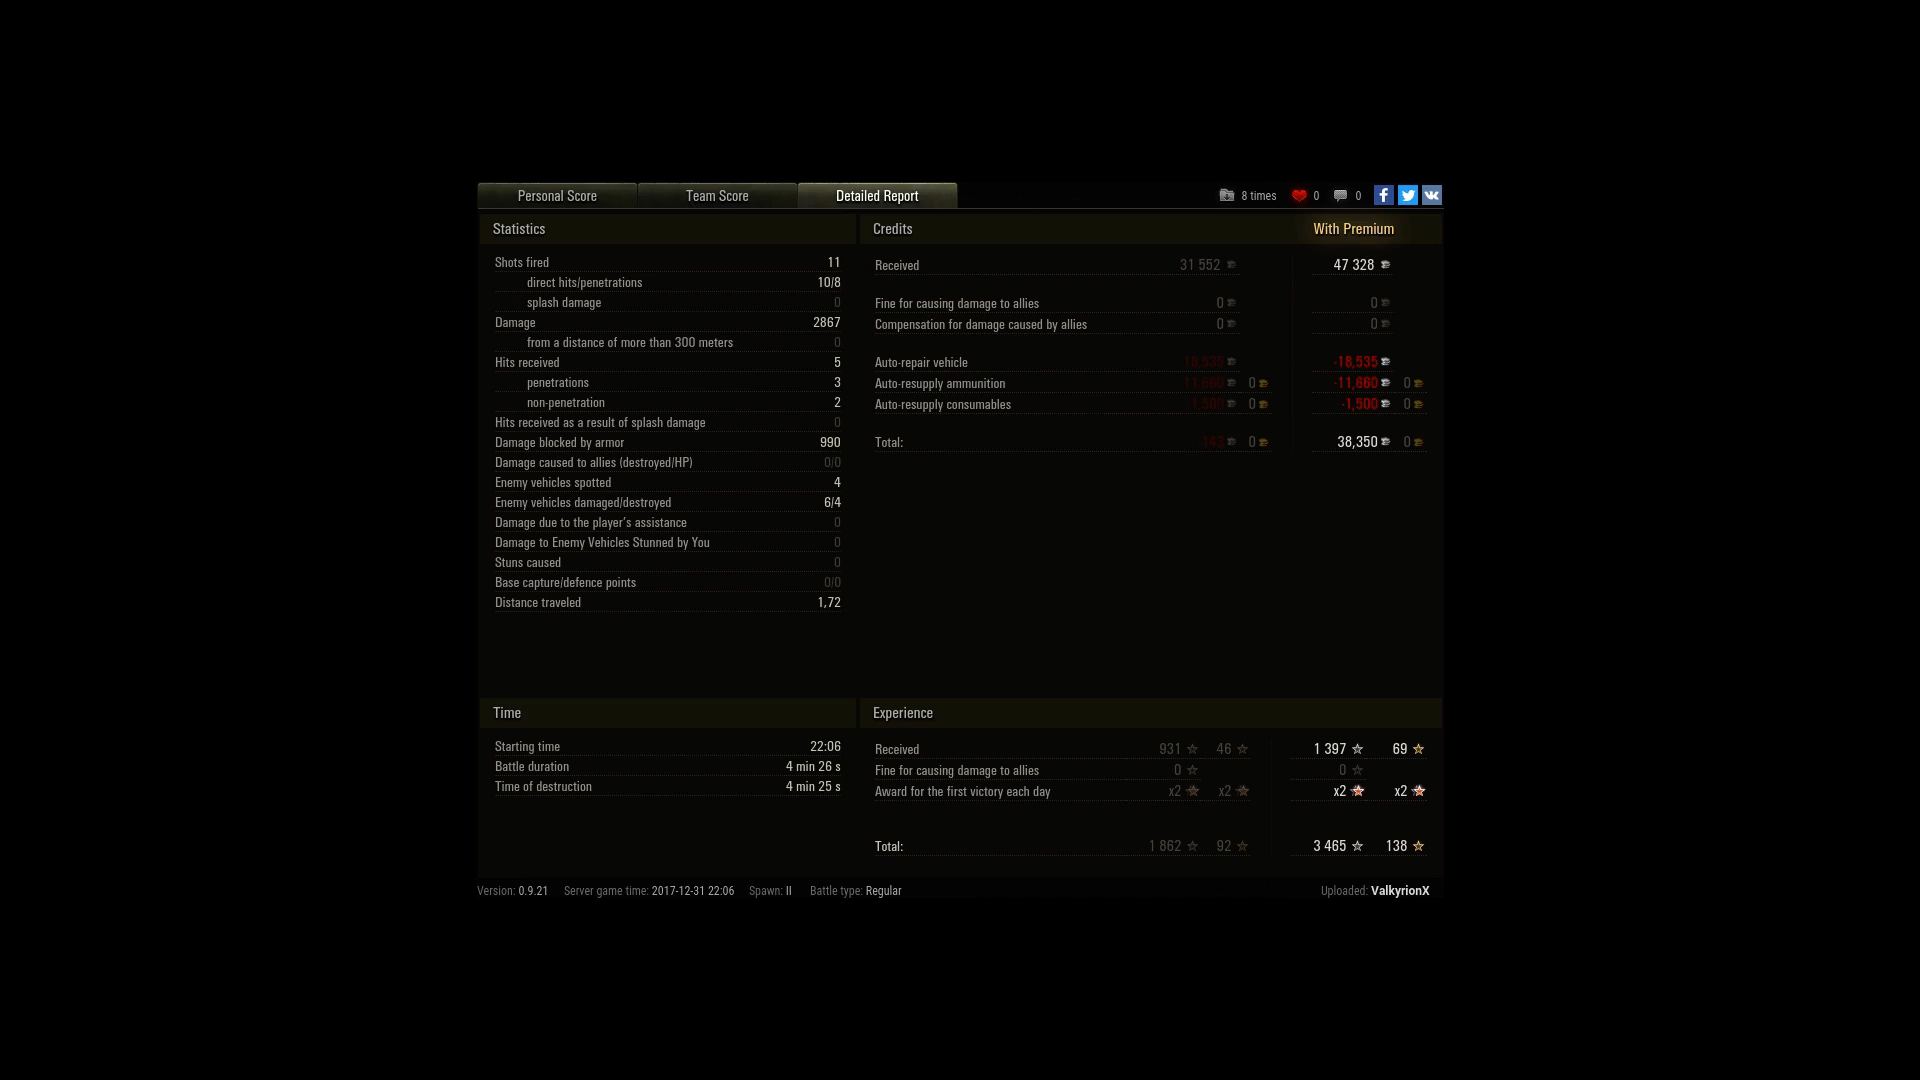 Personal Score Team Score Detailed Report 8 times 0 0
Statistics
Shots fired 11
direct hits/penetrations 10/8
splash damage 0
Damage 2867
from a distance of more than 300 meters 0
Hits received 5
penetrations 3
non-penetration 2
Hits received as a result of splash damage 0
Damage blocked by armor 990
Damage caused to allies (destroyed/HP) 0/0
Enemy vehicles spotted 4
Enemy vehicles damaged/destroyed 6/4
Damage due to the player's assistance 0
Damage to Enemy Vehicles Stunned by You 0
Stuns caused 0
Base capture/defence points 0/0
Distance traveled 1,72
Credits With Premium
Received 31 552 47 328
Fine for causing damage to allies 0 0
Compensation for damage caused by allies 0 0
Auto-repair vehicle -18,535 -18,535
Auto-resupply ammunition -11,660 0 -11,660 0
Auto-resupply consumables -1,500 0 -1,500 0
Total: 0 38,350 0
Time
Starting time 22:06
Battle duration 4 min 26 s
Time of destruction 4 min 25 s
Experience
Received 931 46 1 397 69
Fine for causing damage to allies 0 0
Award for the first victory each day x2 x2 x2 x2
Total: 1 862 92 3 465 138
Version: 0.9.21 Server game time: 2017-12-31 22:06 Spawn: II Battle type: Regular Uploaded: ValkyrionX